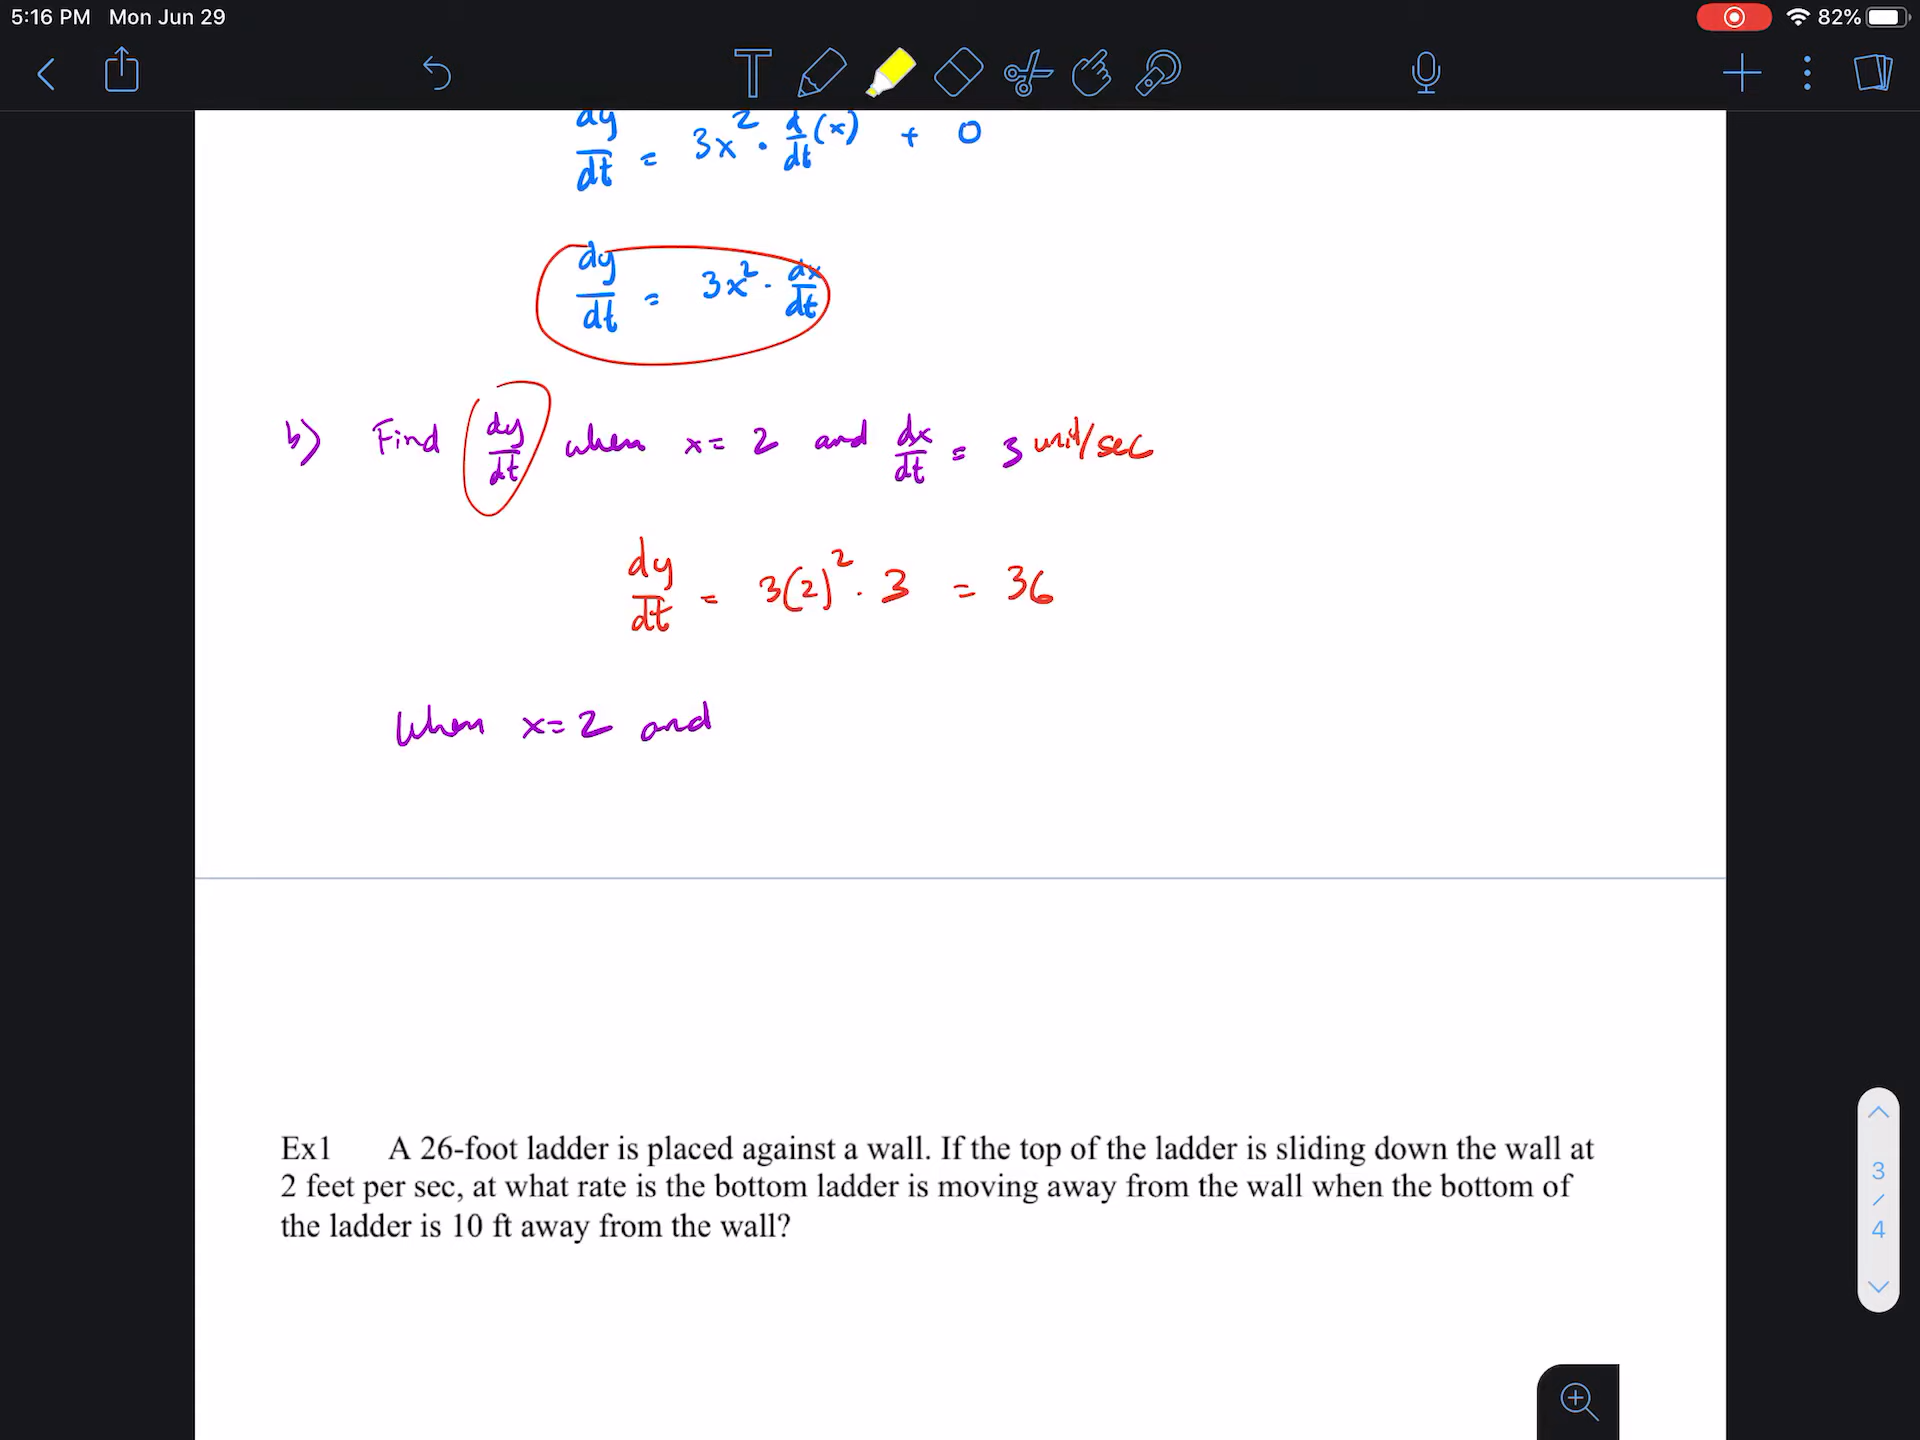 5:16 PM Mon Jun 29 82%
T
dy/dt = 3x² · d/dt (x) + 0
dy/dt = 3x² · dx/dt
b) Find dy/dt when x = 2 and dx/dt = 3 unit/sec
dy/dt = 3(2)² · 3 = 36
When x = 2 and
Ex1 A 26-foot ladder is placed against a wall. If the top of the ladder is sliding down the wall at
2 feet per sec, at what rate is the bottom ladder is moving away from the wall when the bottom of
the ladder is 10 ft away from the wall?
3
/
4